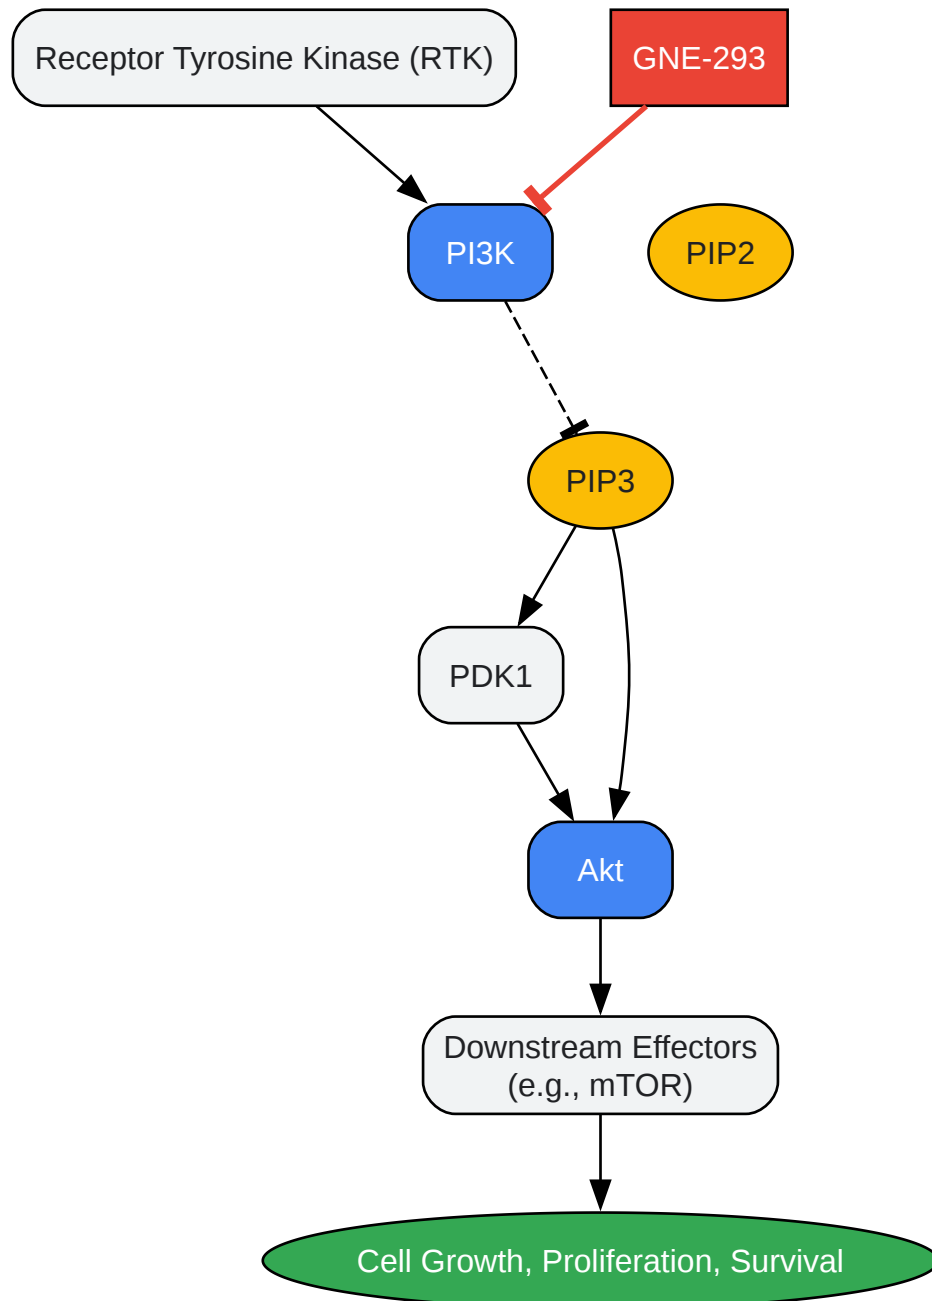 Receptor Tyrosine Kinase (RTK)
GNE-293
PI3K
PIP2
PIP3
PDK1
Akt
Downstream Effectors
(e.g., mTOR)
Cell Growth, Proliferation, Survival